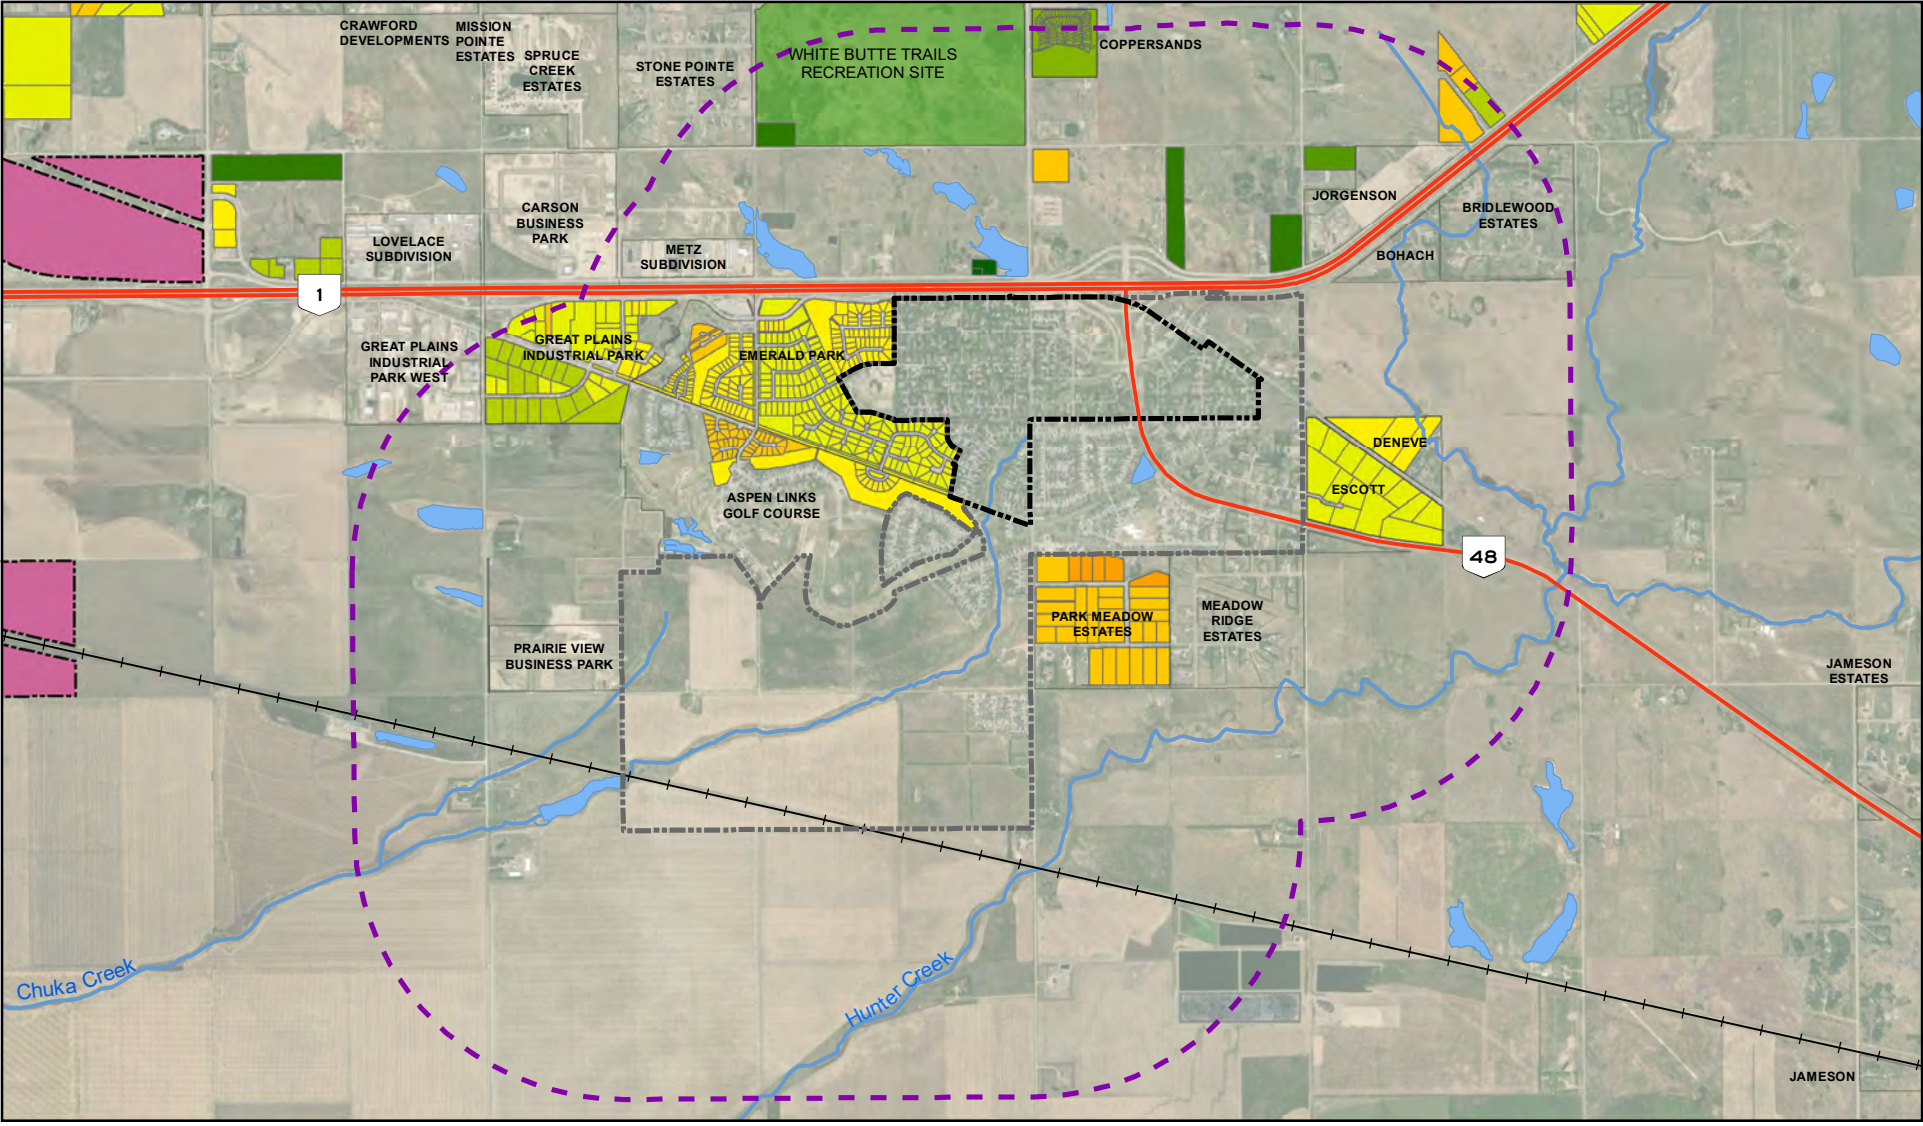 CRAWFORD
DEVELOPMENTS
MISSION
POINTE
ESTATES
SPRUCE
CREEK
ESTATES
STONE POINTE
ESTATES
WHITE BUTTE TRAILS
RECREATION SITE
COPPERSANDS
JORGENSON
BRIDLEWOOD
ESTATES
BOHACH
CARSON
BUSINESS
PARK
LOVELACE
SUBDIVISION
METZ
SUBDIVISION
1
GREAT PLAINS
INDUSTRIAL
PARK WEST
GREAT PLAINS
INDUSTRIAL PARK
EMERALD PARK
DENEVE
ESCOTT
ASPEN LINKS
GOLF COURSE
48
PARK MEADOW
ESTATES
MEADOW
RIDGE
ESTATES
PRAIRIE VIEW
BUSINESS PARK
JAMESON
ESTATES
Chuka Creek
Hunter Creek
JAMESON